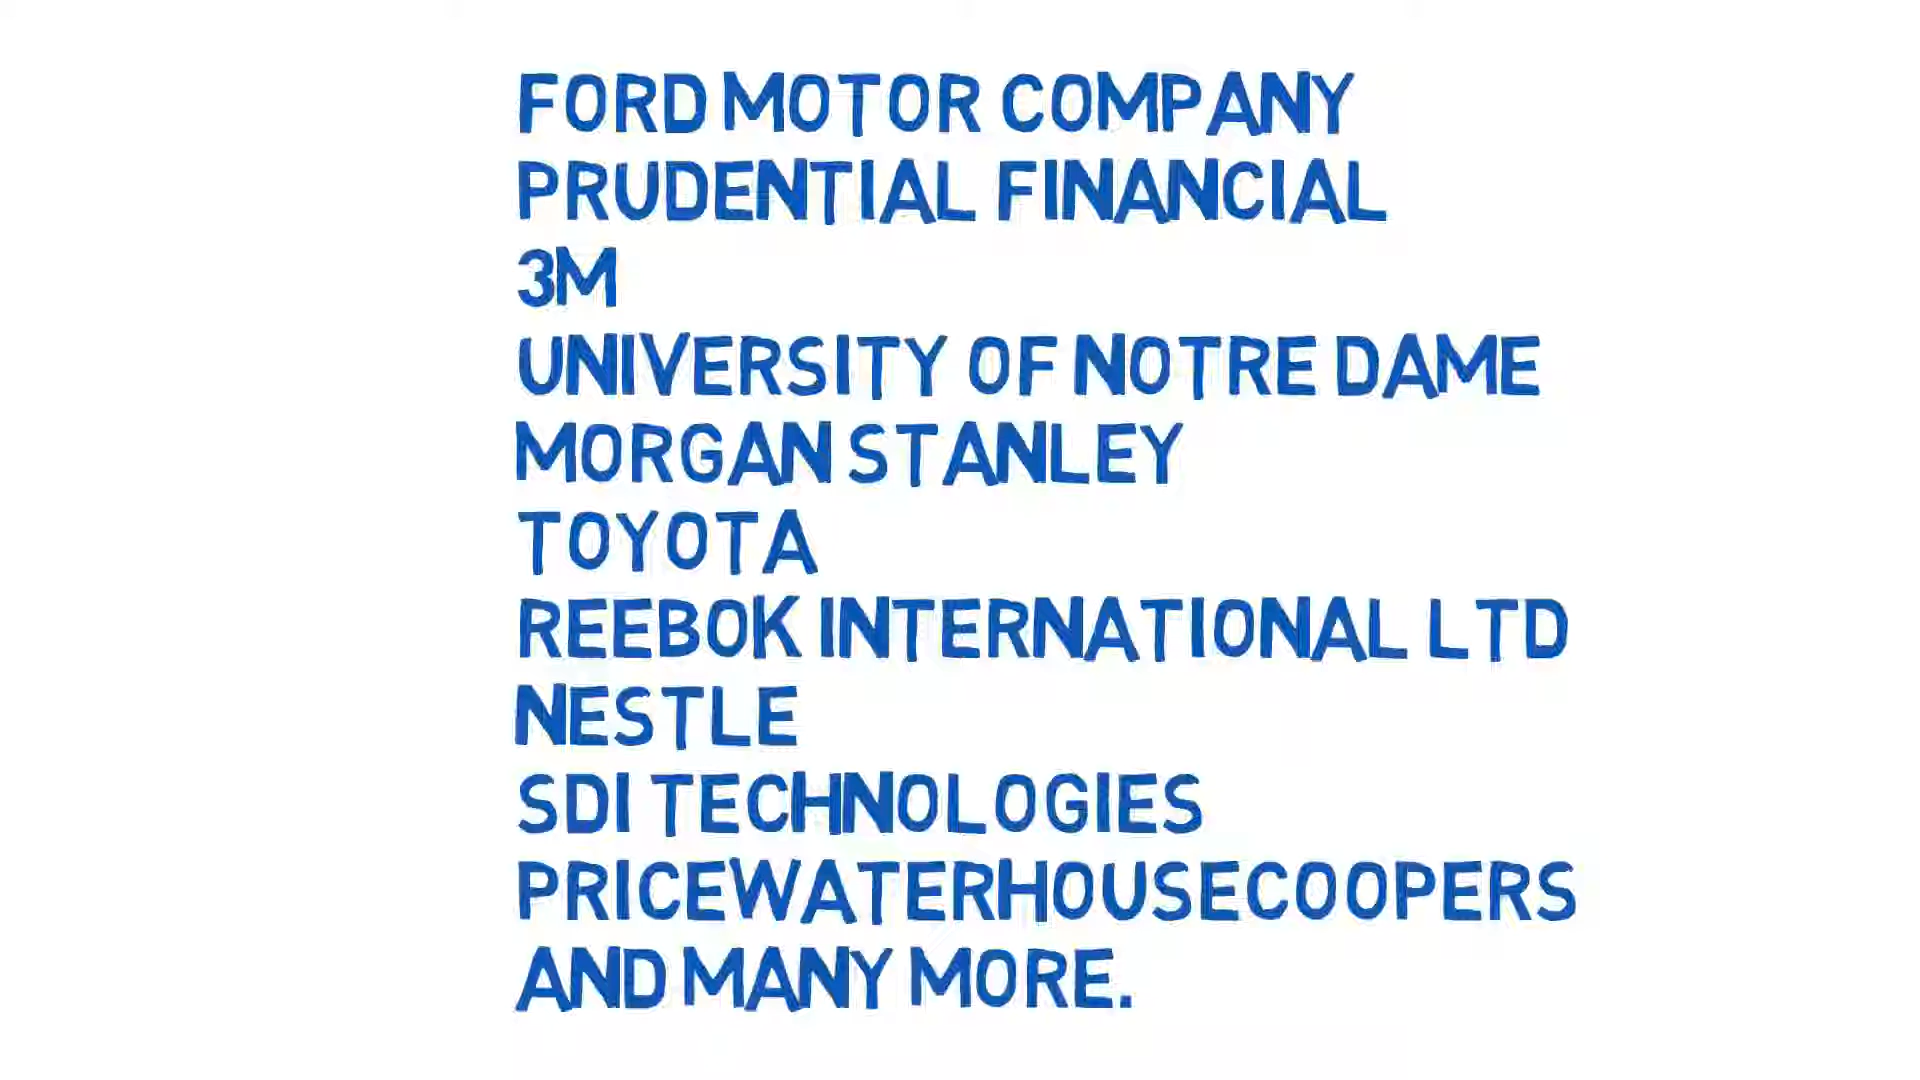 FORD MOTOR COMPANY
PRUDENTIAL FINANCIAL
3M
UNIVERSITY OF NOTRE DAME
MORGAN STANLEY
TOYOTA
REEBOK INTERNATIONAL LTD
NESTLE
SDI TECHNOLOGIES
PRICEWATERHOUSECOOPERS
AND MANY MORE.